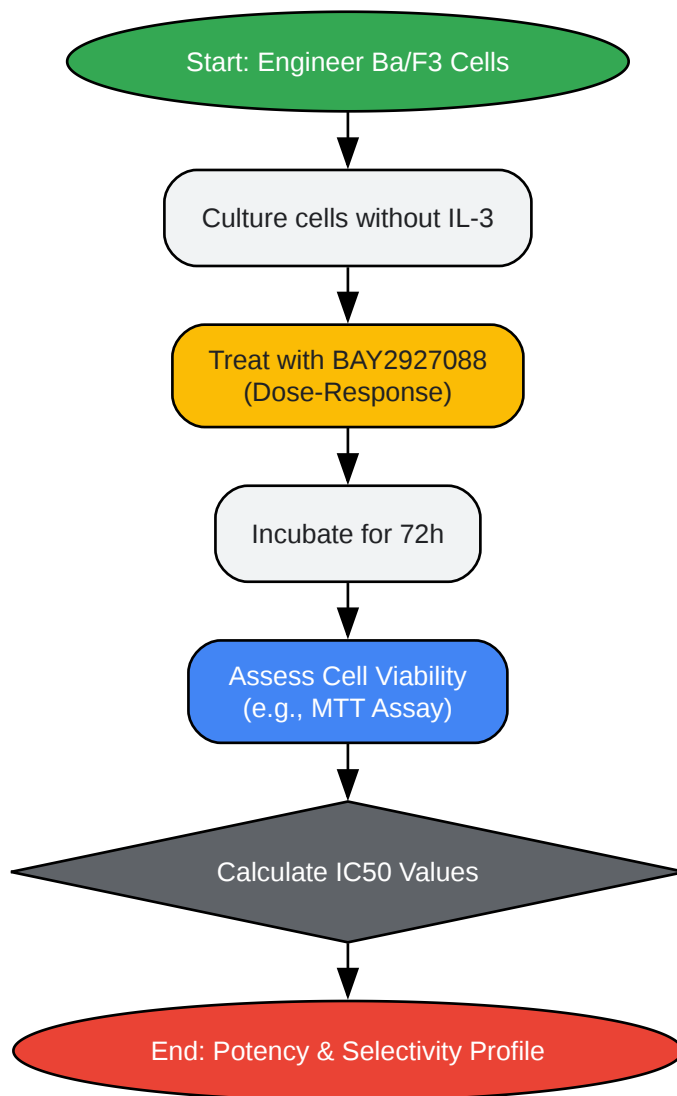 Start: Engineer Ba/F3 Cells
Culture cells without IL-3
Treat with BAY2927088
(Dose-Response)
Incubate for 72h
Assess Cell Viability
(e.g., MTT Assay)
Calculate IC50 Values
End: Potency & Selectivity Profile